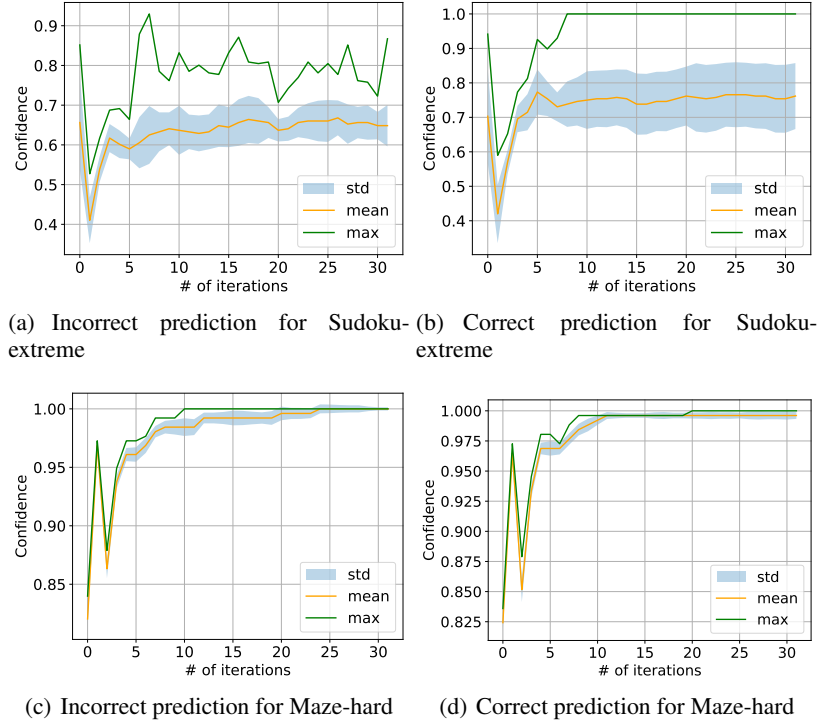 0.9
0.8
0.7
0.6
0.5
0.4
Confidence
std
mean
max
0 5 10 15 20 25 30
# of iterations
(a) Incorrect prediction for Sudoku-
extreme
1.0
0.9
0.8
0.7
0.6
0.5
0.4
Confidence
std
mean
max
0 5 10 15 20 25 30
# of iterations
(b) Correct prediction for Sudoku-
extreme
1.00
0.95
0.90
0.85
Confidence
std
mean
max
0 5 10 15 20 25 30
# of iterations
(c) Incorrect prediction for Maze-hard
1.000
0.975
0.950
0.925
0.900
0.875
0.850
0.825
Confidence
std
mean
max
0 5 10 15 20 25 30
# of iterations
(d) Correct prediction for Maze-hard